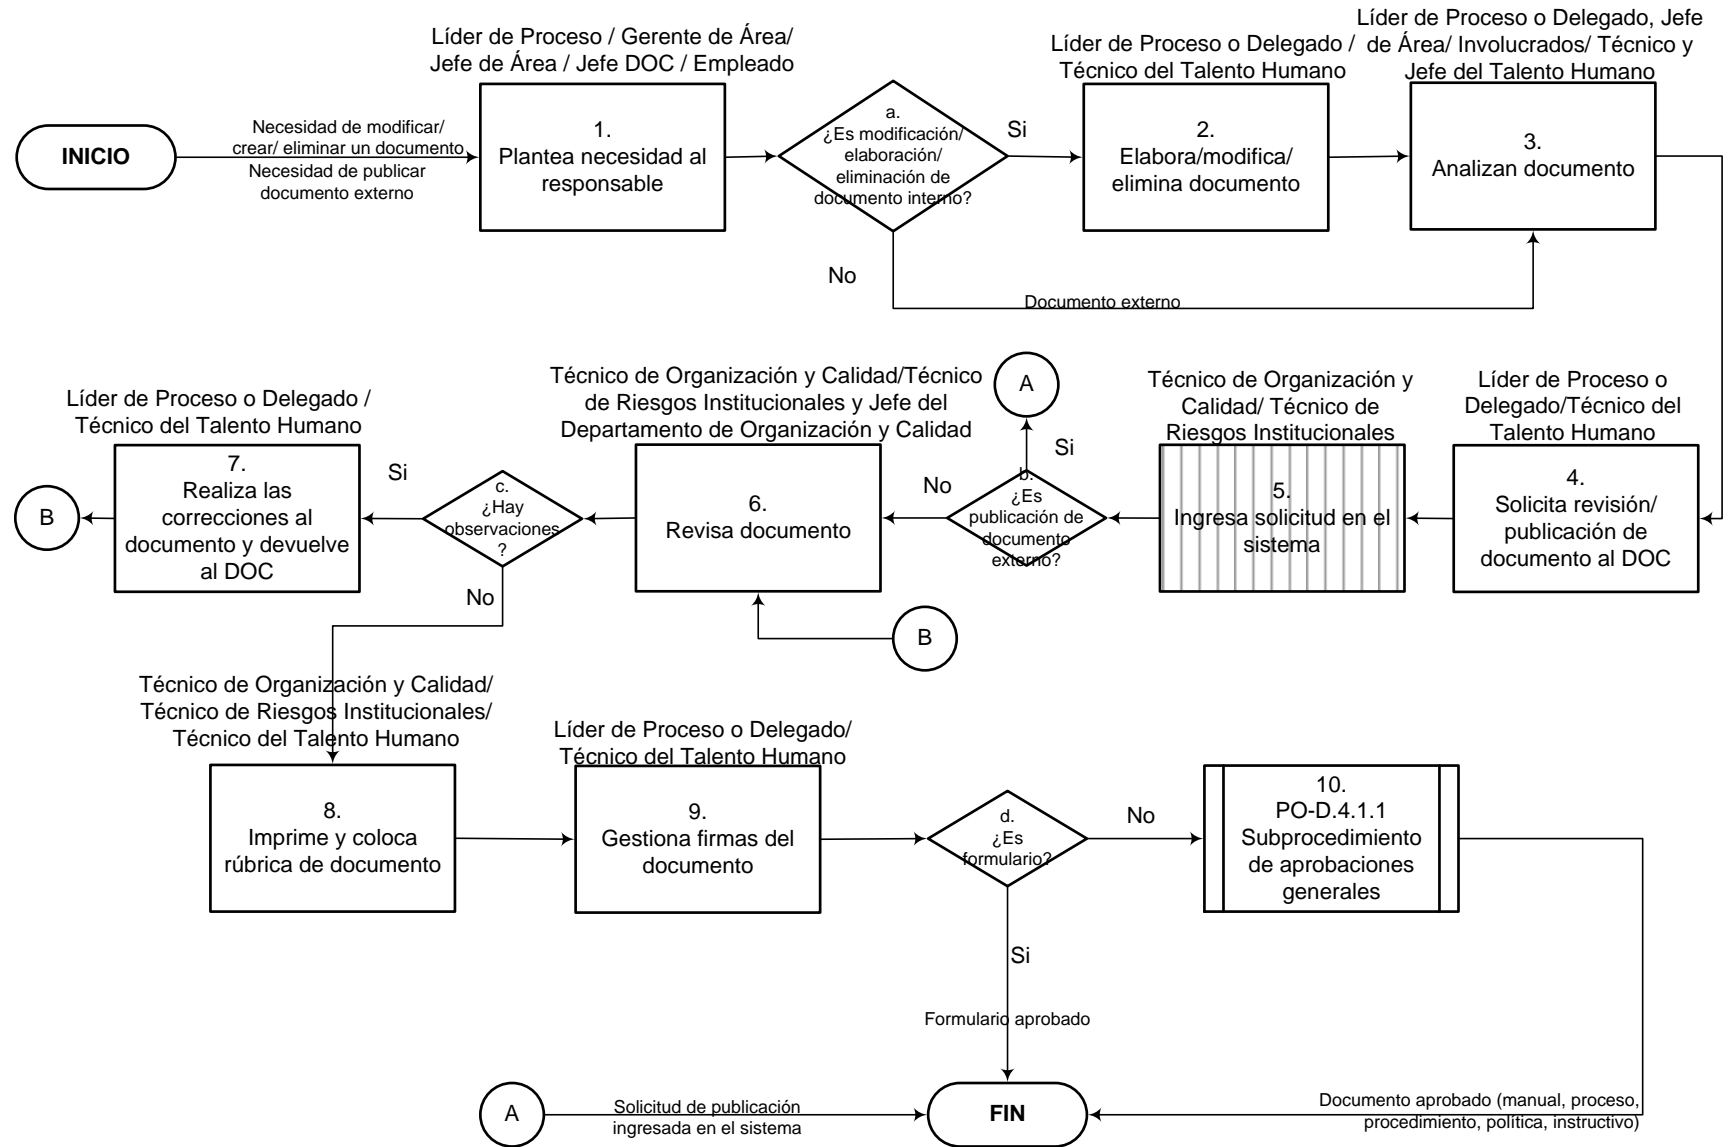 Líder de Proceso / Gerente de Área/
Jefe de Área / Jefe DOC / Empleado
Líder de Proceso o Delegado /
Técnico del Talento Humano
Líder de Proceso o Delegado, Jefe
de Área/ Involucrados/ Técnico y
Jefe del Talento Humano
INICIO
Necesidad de modificar/
crear/ eliminar un documento
Necesidad de publicar
documento externo
1.
Plantea necesidad al
responsable
a.
¿Es modificación/
elaboración/
eliminación de
documento interno?
Si
No
2.
Elabora/modifica/
elimina documento
3.
Analizan documento
Documento externo
Líder de Proceso o Delegado /
Técnico del Talento Humano
Técnico de Organización y Calidad/Técnico
de Riesgos Institucionales y Jefe del
Departamento de Organización y Calidad
A
Técnico de Organización y
Calidad/ Técnico de
Riesgos Institucionales
Líder de Proceso o
Delegado/Técnico del
Talento Humano
B
7.
Realiza las
correcciones al
documento y devuelve
al DOC
Si
c.
¿Hay
observaciones
?
No
6.
Revisa documento
No
Si
b.
¿Es
publicación de
documento
externo?
5.
Ingresa solicitud en el
sistema
4.
Solicita revisión/
publicación de
documento al DOC
B
Técnico de Organización y Calidad/
Técnico de Riesgos Institucionales/
Técnico del Talento Humano
Líder de Proceso o Delegado/
Técnico del Talento Humano
8.
Imprime y coloca
rúbrica de documento
9.
Gestiona firmas del
documento
d.
¿Es
formulario?
No
10.
PO-D.4.1.1
Subprocedimiento
de aprobaciones
generales
Si
Formulario aprobado
A
Solicitud de publicación
ingresada en el sistema
FIN
Documento aprobado (manual, proceso,
procedimiento, política, instructivo)